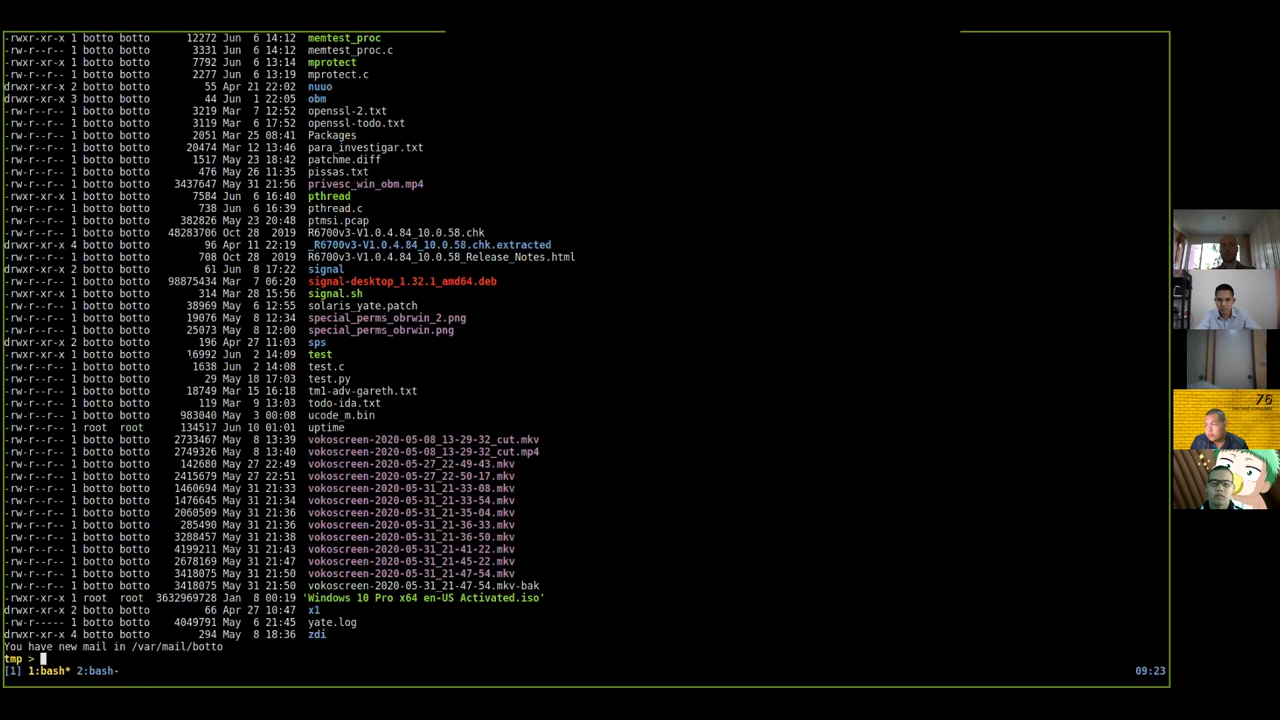 -rwxr-xr-x 1 botto botto 12272 Jun 6 14:12 memtest_proc
-rw-r--r-- 1 botto botto 3331 Jun 6 14:12 memtest_proc.c
-rwxr-xr-x 1 botto botto 7792 Jun 6 13:14 mprotect
-rw-r--r-- 1 botto botto 2277 Jun 6 13:19 mprotect.c
drwxr-xr-x 2 botto botto 55 Apr 21 22:02 nuuo
drwxr-xr-x 3 botto botto 44 Jun 1 22:05 obm
-rw-r--r-- 1 botto botto 3219 Mar 7 12:52 openssl-2.txt
-rw-r--r-- 1 botto botto 3119 Mar 6 17:52 openssl-todo.txt
-rw-r--r-- 1 botto botto 2051 Mar 25 08:41 Packages
-rw-r--r-- 1 botto botto 20474 Mar 12 13:46 para_investigar.txt
-rw-r--r-- 1 botto botto 1517 May 23 18:42 patchme.diff
-rw-r--r-- 1 botto botto 476 May 26 11:35 pissas.txt
-rw-r--r-- 1 botto botto 3437647 May 31 21:56 privesc_win_obm.mp4
-rwxr-xr-x 1 botto botto 7584 Jun 6 16:40 pthread
-rw-r--r-- 1 botto botto 738 Jun 6 16:39 pthread.c
-rw-r--r-- 1 botto botto 382826 May 23 20:48 ptmsi.pcap
-rw-r--r-- 1 botto botto 48283706 Oct 28 2019 R6700v3-V1.0.4.84_10.0.58.chk
drwxr-xr-x 4 botto botto 96 Apr 11 22:19 _R6700v3-V1.0.4.84_10.0.58.chk.extracted
-rw-r--r-- 1 botto botto 708 Oct 28 2019 R6700v3-V1.0.4.84_10.0.58_Release_Notes.html
drwxr-xr-x 2 botto botto 61 Jun 8 17:22 signal
-rw-r--r-- 1 botto botto 98875434 Mar 7 06:20 signal-desktop_1.32.1_amd64.deb
-rwxr-xr-x 1 botto botto 314 Mar 28 15:56 signal.sh
-rw-r--r-- 1 botto botto 38969 May 6 12:55 solaris_yate.patch
-rw-r--r-- 1 botto botto 19076 May 8 12:34 special_perms_obrwin_2.png
-rw-r--r-- 1 botto botto 25073 May 8 12:00 special_perms_obrwin.png
drwxr-xr-x 2 botto botto 196 Apr 27 11:03 sps
-rwxr-xr-x 1 botto botto 16992 Jun 2 14:09 test
-rw-r--r-- 1 botto botto 1638 Jun 2 14:08 test.c
-rw-r--r-- 1 botto botto 29 May 18 17:03 test.py
-rw-r--r-- 1 botto botto 18749 Mar 15 16:18 tm1-adv-gareth.txt
-rw-r--r-- 1 botto botto 119 Mar 9 13:03 todo-ida.txt
-rw-r--r-- 1 botto botto 983040 May 3 00:08 ucode_m.bin
-rw-r--r-- 1 root root 134517 Jun 10 01:01 uptime
-rw-r--r-- 1 botto botto 2733467 May 8 13:39 vokoscreen-2020-05-08_13-29-32_cut.mkv
-rw-r--r-- 1 botto botto 2749326 May 8 13:40 vokoscreen-2020-05-08_13-29-32_cut.mp4
-rw-r--r-- 1 botto botto 142680 May 27 22:49 vokoscreen-2020-05-27_22-49-43.mkv
-rw-r--r-- 1 botto botto 2415679 May 27 22:51 vokoscreen-2020-05-27_22-50-17.mkv
-rw-r--r-- 1 botto botto 1460694 May 31 21:33 vokoscreen-2020-05-31_21-33-08.mkv
-rw-r--r-- 1 botto botto 1476645 May 31 21:34 vokoscreen-2020-05-31_21-33-54.mkv
-rw-r--r-- 1 botto botto 2060509 May 31 21:36 vokoscreen-2020-05-31_21-35-04.mkv
-rw-r--r-- 1 botto botto 285490 May 31 21:36 vokoscreen-2020-05-31_21-36-33.mkv
-rw-r--r-- 1 botto botto 3288457 May 31 21:38 vokoscreen-2020-05-31_21-36-50.mkv
-rw-r--r-- 1 botto botto 4199211 May 31 21:43 vokoscreen-2020-05-31_21-41-22.mkv
-rw-r--r-- 1 botto botto 2678169 May 31 21:47 vokoscreen-2020-05-31_21-45-22.mkv
-rw-r--r-- 1 botto botto 3418075 May 31 21:50 vokoscreen-2020-05-31_21-47-54.mkv
-rw-r--r-- 1 botto botto 3418075 May 31 21:50 vokoscreen-2020-05-31_21-47-54.mkv-bak
-rwxr-xr-x 1 root root 3632969728 Jan 8 00:19 'Windows 10 Pro x64 en-US Activated.iso'
drwxr-xr-x 2 botto botto 66 Apr 27 10:47 x1
-rw-r----- 1 botto botto 4049791 May 6 21:45 yate.log
drwxr-xr-x 4 botto botto 294 May 8 18:36 zdi
You have new mail in /var/mail/botto
tmp >
[1] 1:bash* 2:bash- 09:23
76